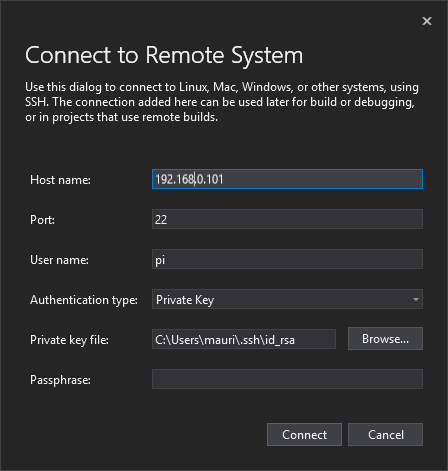 Connect to Remote System
Use this dialog to connect to Linux, Mac, Windows, or other systems, using
SSH. The connection added here can be used later for build or debugging,
or in projects that use remote builds.
Host name: 192.168.0.101
Port: 22
User name: pi
Authentication type: Private Key
Private key file: C:\Users\mauri\.ssh\id_rsa Browse...
Passphrase:
Connect Cancel